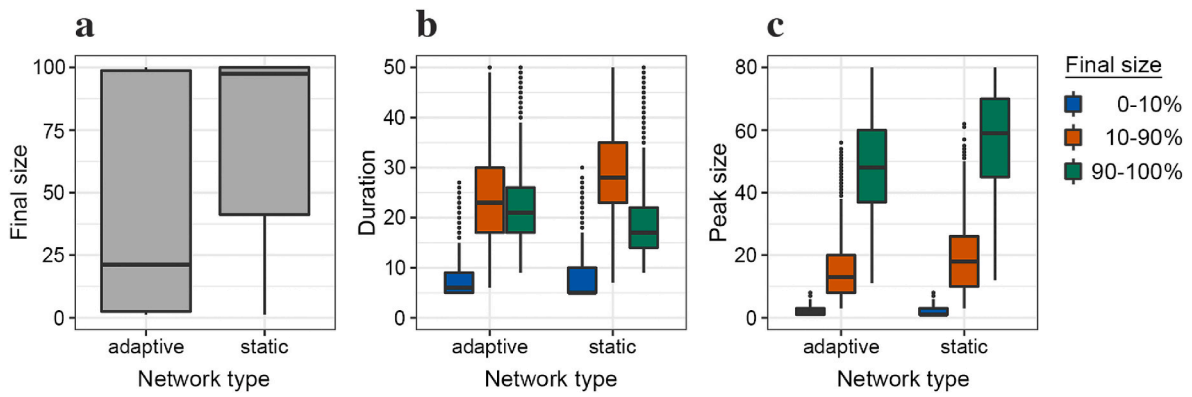 a
Final size
100
75
50
25
0
adaptive
static
Network type
b
Duration
50
40
30
20
10
0
adaptive
static
Network type
c
Peak size
80
60
40
20
0
adaptive
static
Network type
Final size
0-10%
10-90%
90-100%